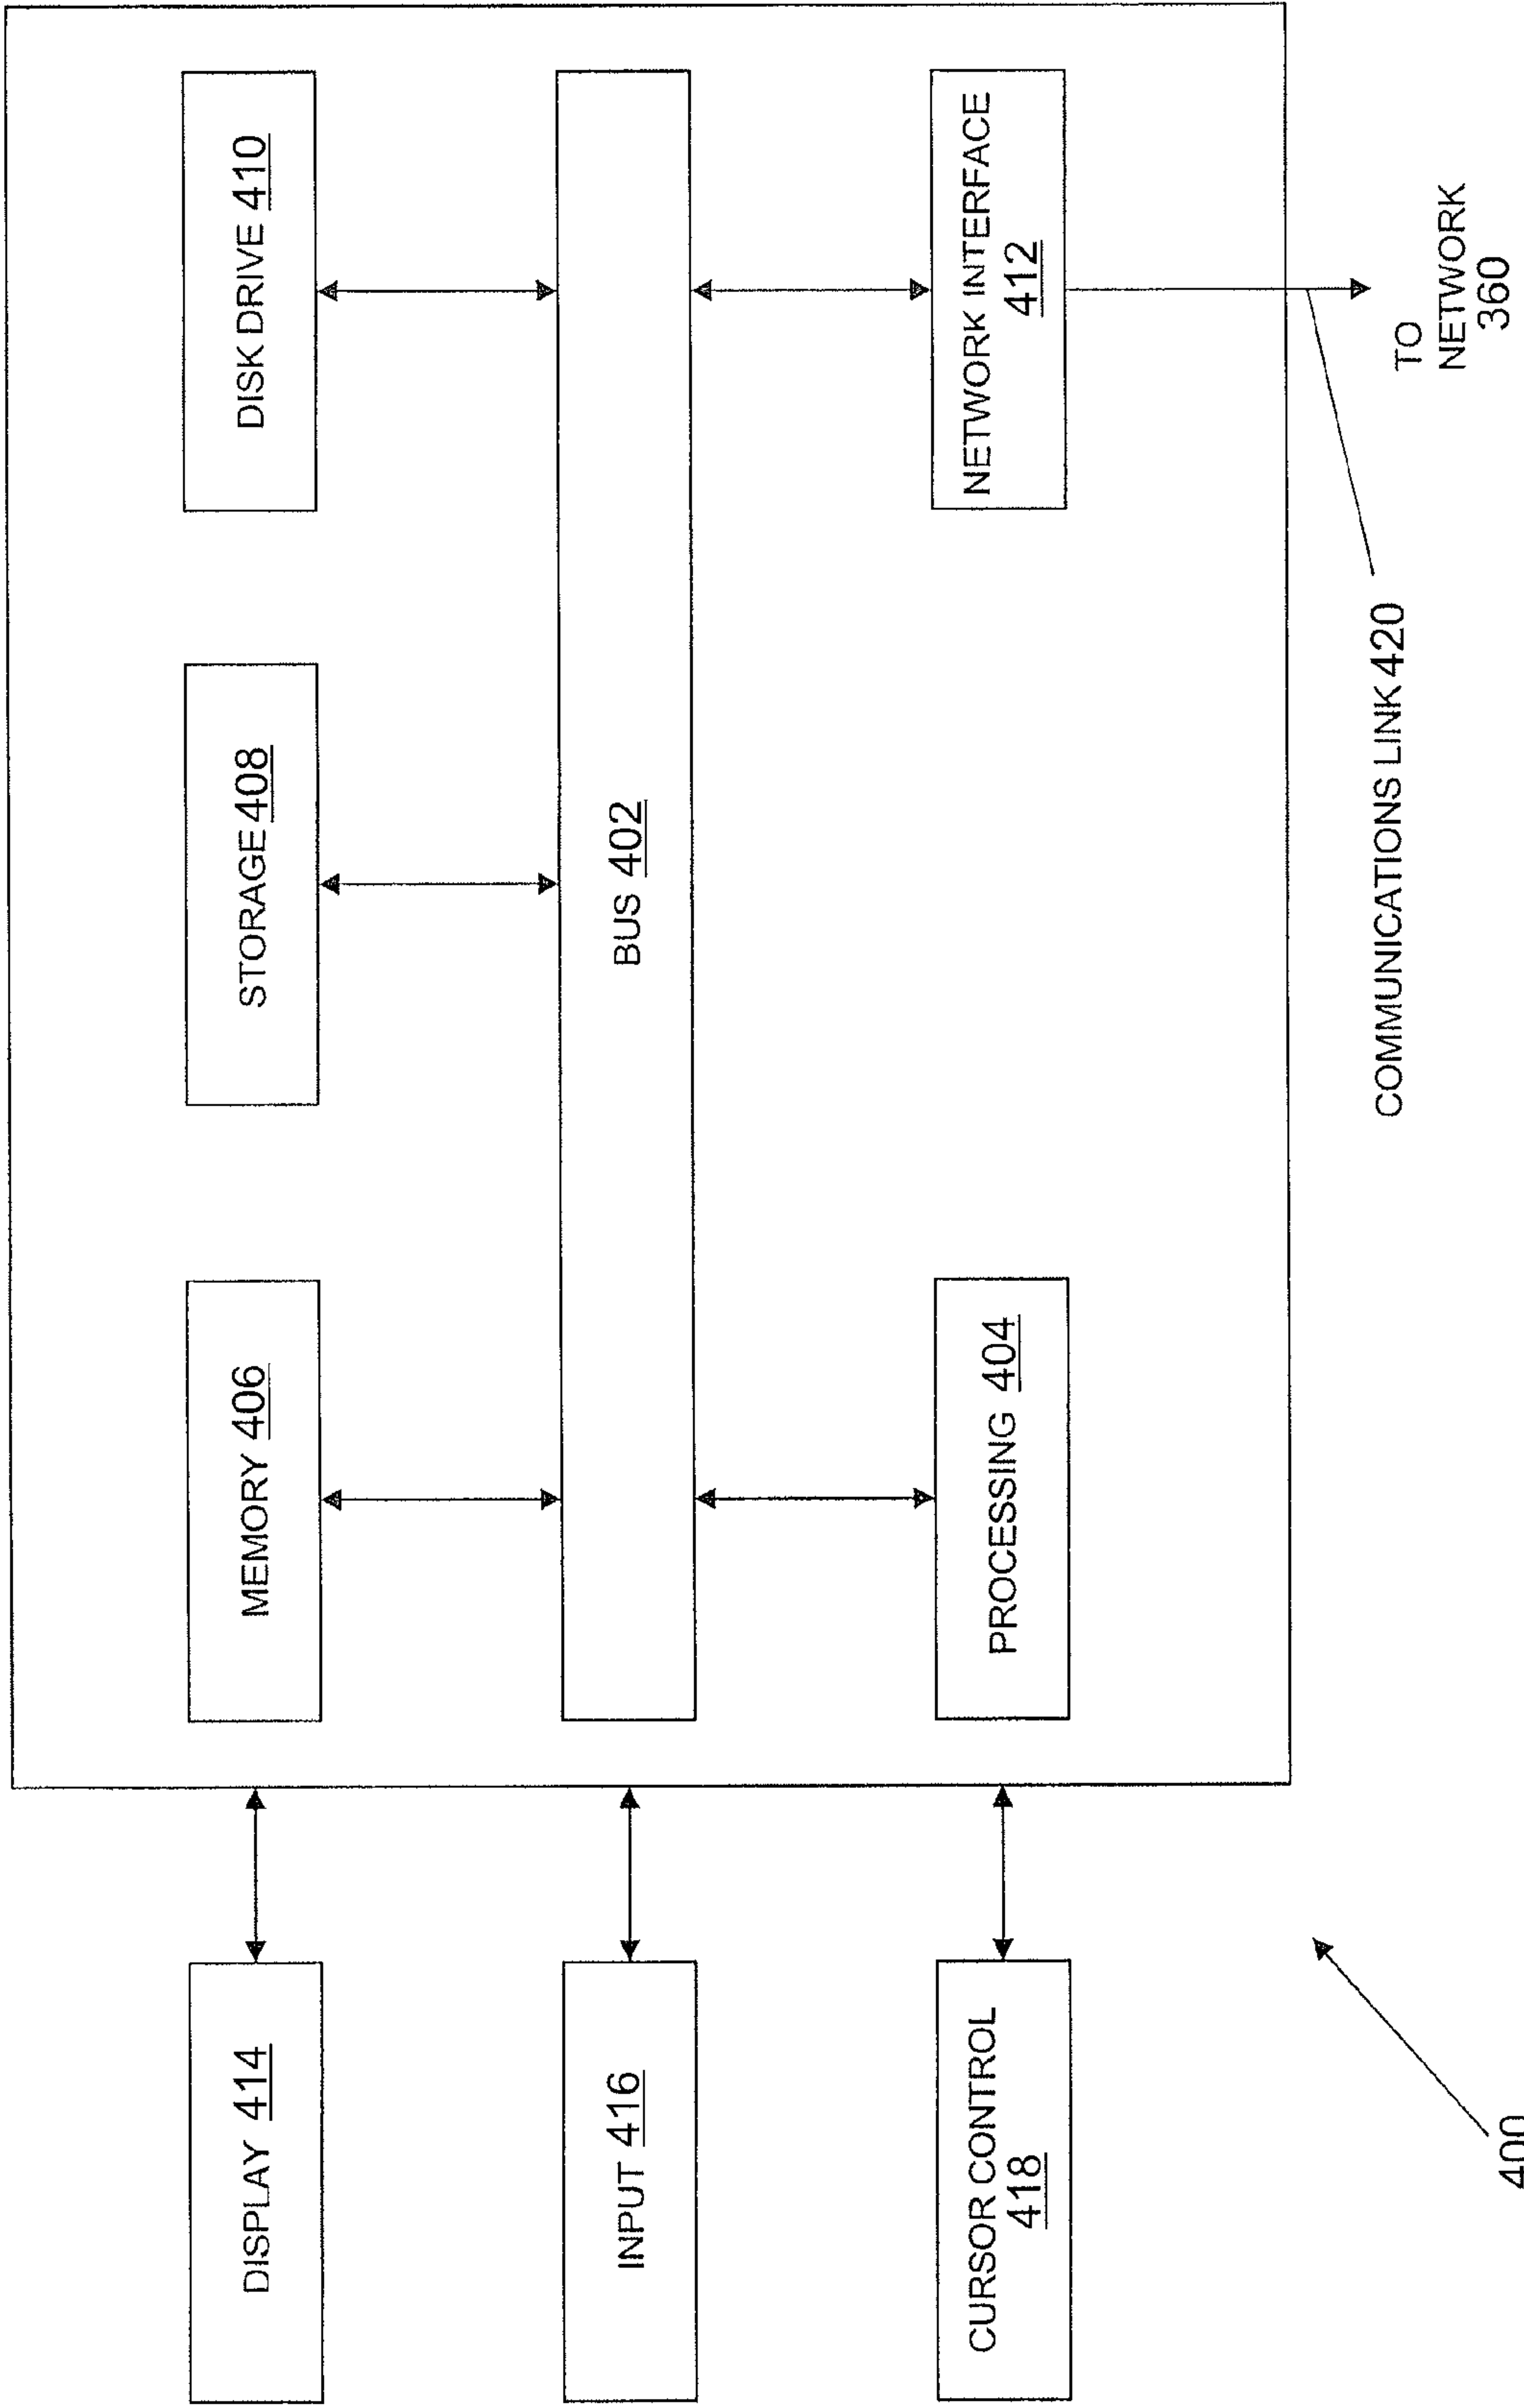 DISPLAY 414
MEMORY 406
STORAGE 408
DISK DRIVE 410
INPUT 416
BUS 402
CURSOR CONTROL
418
PROCESSING 404
NETWORK INTERFACE
412
COMMUNICATIONS LINK 420
TO
NETWORK
360
400